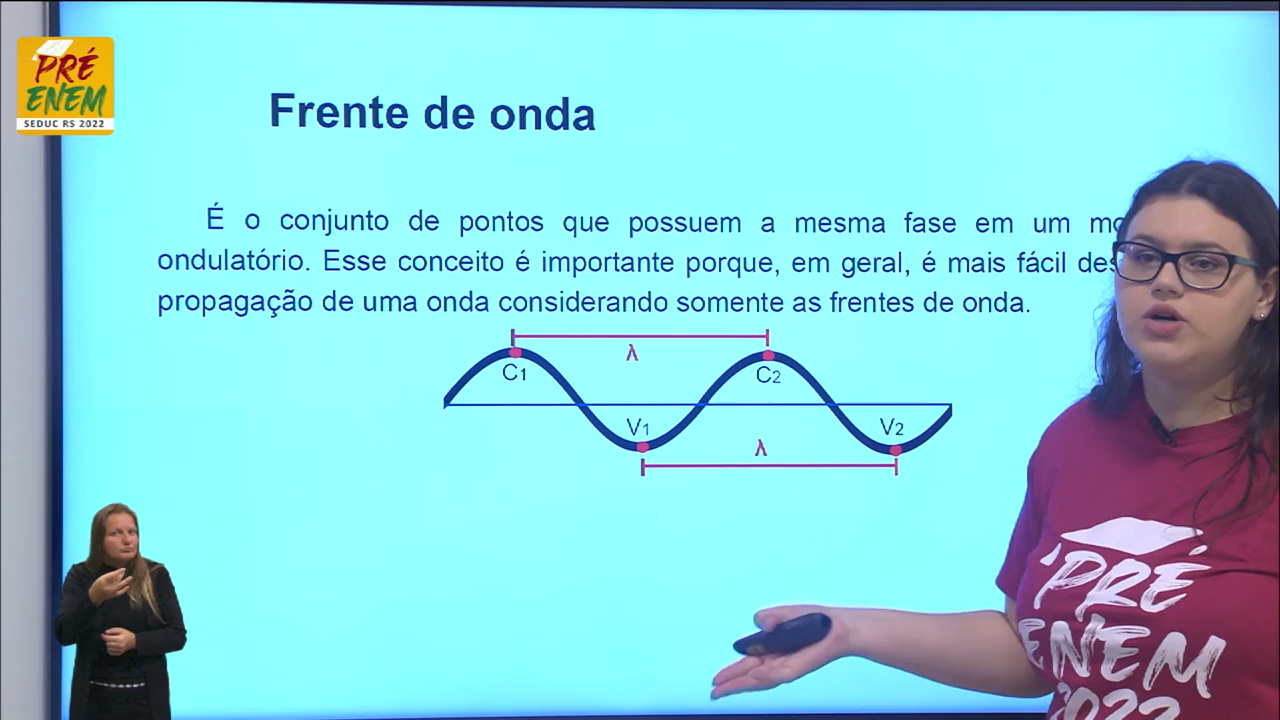 PRÉ
ENEM
SEDUC RS 2022
Frente de onda
É o conjunto de pontos que possuem a mesma fase em um
ondulatório. Esse conceito é importante porque, em geral, é mais fácil
propagação de uma onda considerando somente as frentes de onda.
λ
C1
C2
V1
V2
λ
PRÉ
ENEM
2022